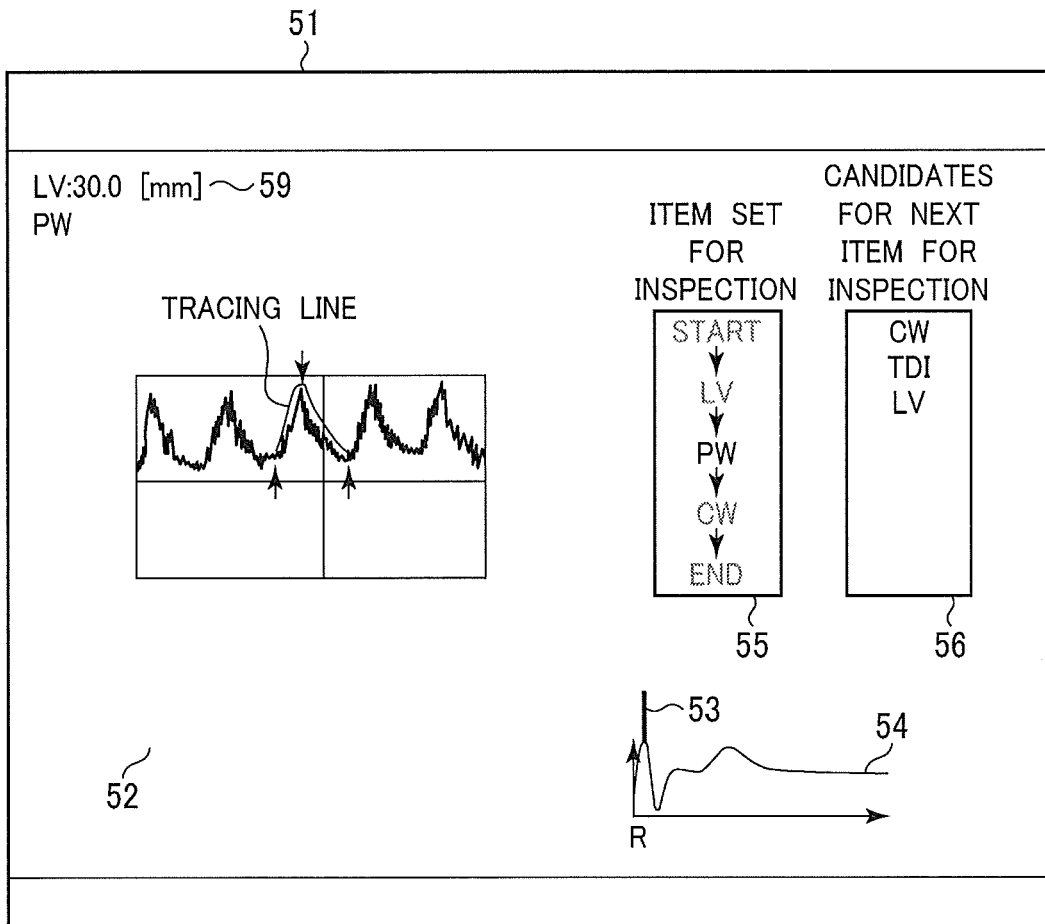 51
LV:30.0 [mm] 59
PW
TRACING LINE
ITEM SET
FOR
INSPECTION
START
LV
PW
CW
END
55
CANDIDATES
FOR NEXT
ITEM FOR
INSPECTION
CW
TDI
LV
56
53
54
R
52